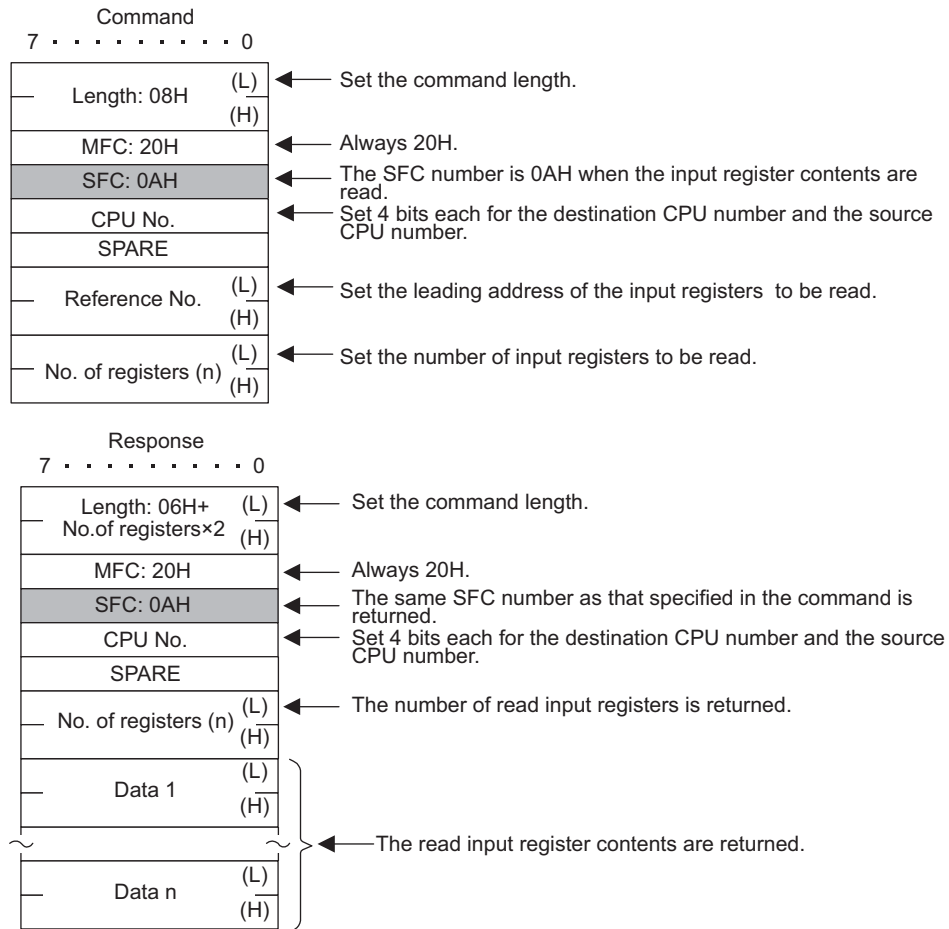 Command
7 · · · · · · · · · 0
Length: 08H (L)
(H)
Set the command length.
MFC: 20H
Always 20H.
SFC: 0AH
The SFC number is 0AH when the input register contents are
read.
CPU No.
Set 4 bits each for the destination CPU number and the source
CPU number.
SPARE
Reference No. (L)
(H)
Set the leading address of the input registers to be read.
No. of registers (n) (L)
(H)
Set the number of input registers to be read.
Response
7 · · · · · · · · · 0
Length: 06H+ (L)
No.of registers×2 (H)
Set the command length.
MFC: 20H
Always 20H.
SFC: 0AH
The same SFC number as that specified in the command is
returned.
CPU No.
Set 4 bits each for the destination CPU number and the source
CPU number.
SPARE
No. of registers (n) (L)
(H)
The number of read input registers is returned.
Data 1 (L)
(H)
The read input register contents are returned.
Data n (L)
(H)